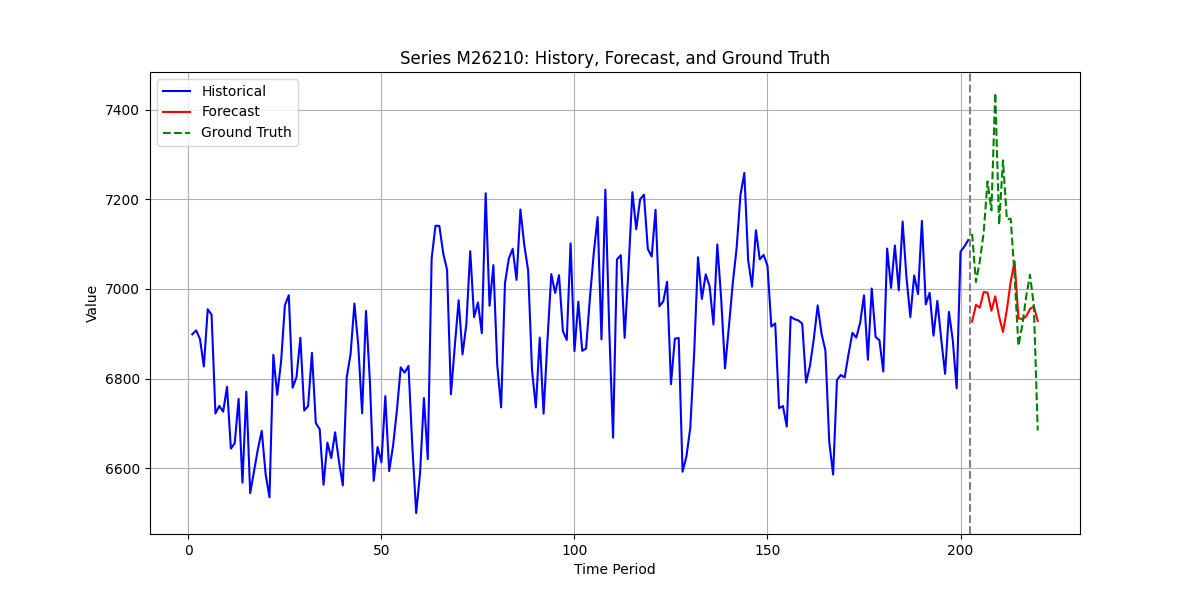 Series M26210: History, Forecast, and Ground Truth
Historical
Forecast
Ground Truth
7400
7200
7000
6800
6600
Value
0
50
100
150
200
Time Period